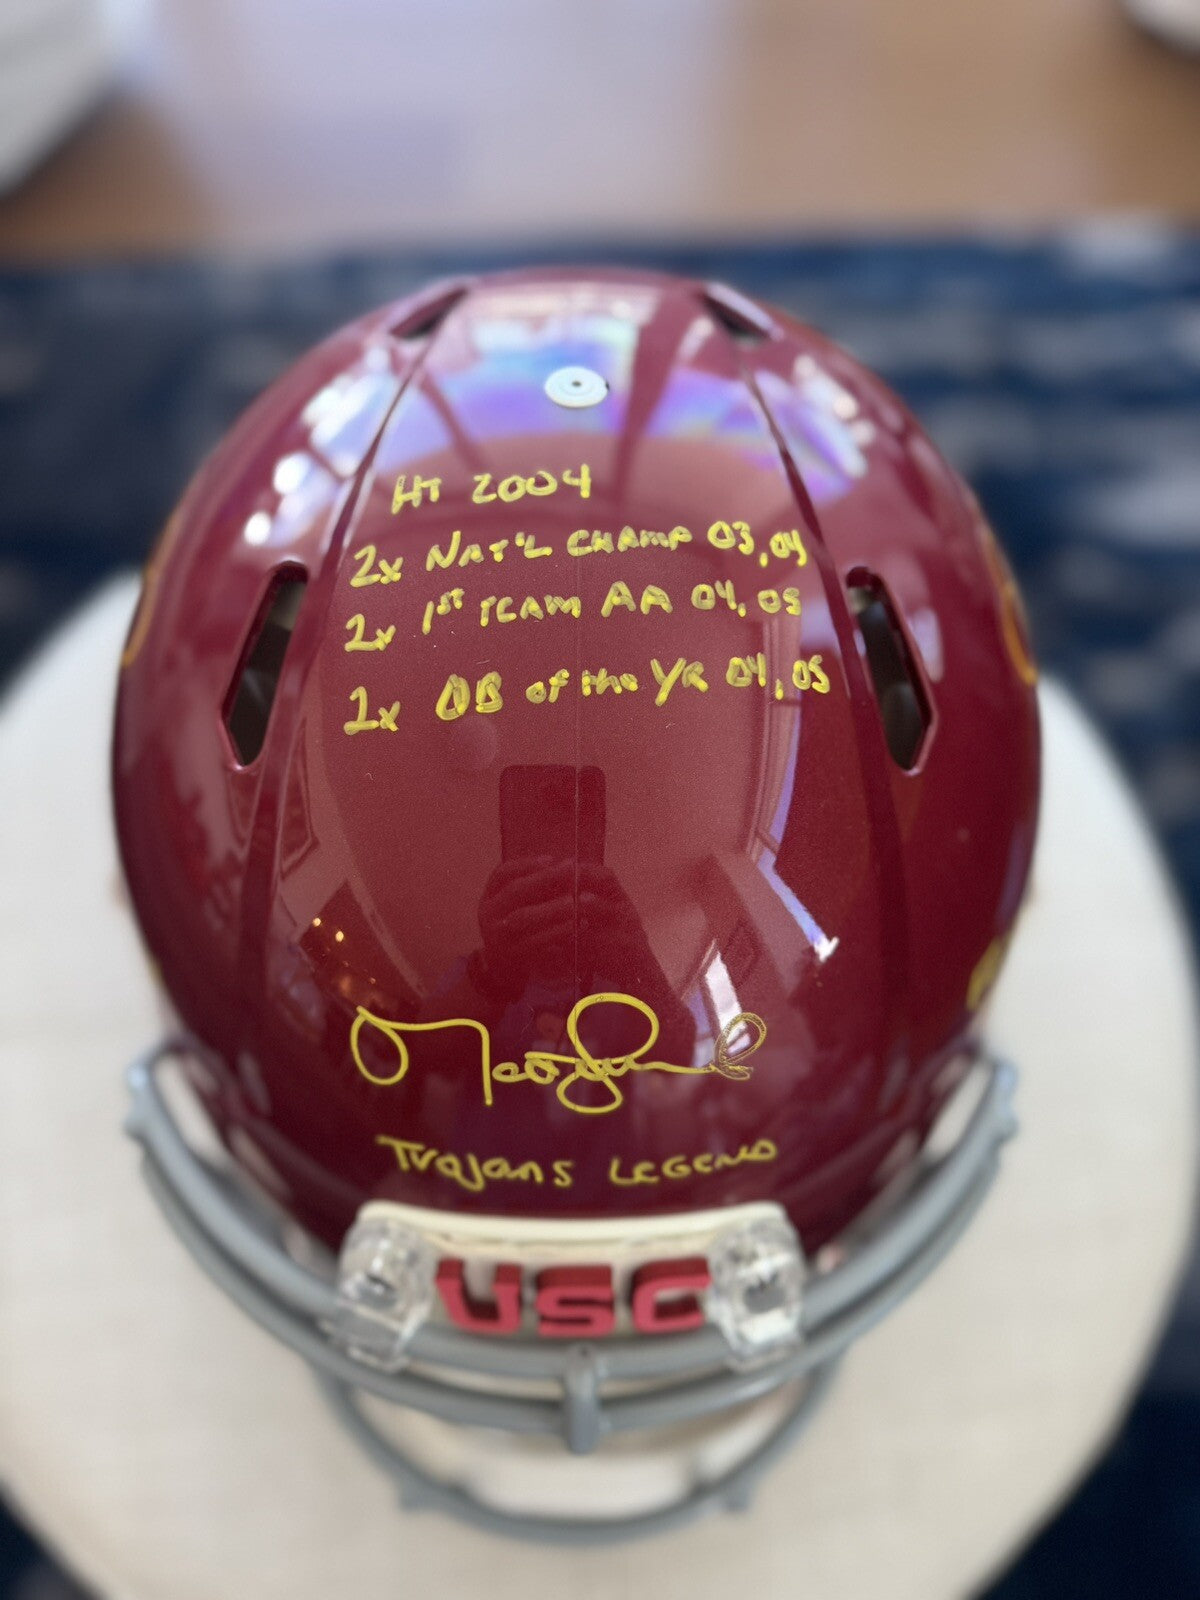 HT 2004
2x NAT'L CHAMP 03, 04
2x 1ST TEAM AA 04, 05
2x QB of the YR 04, 05
Trojans LEGEND
USC